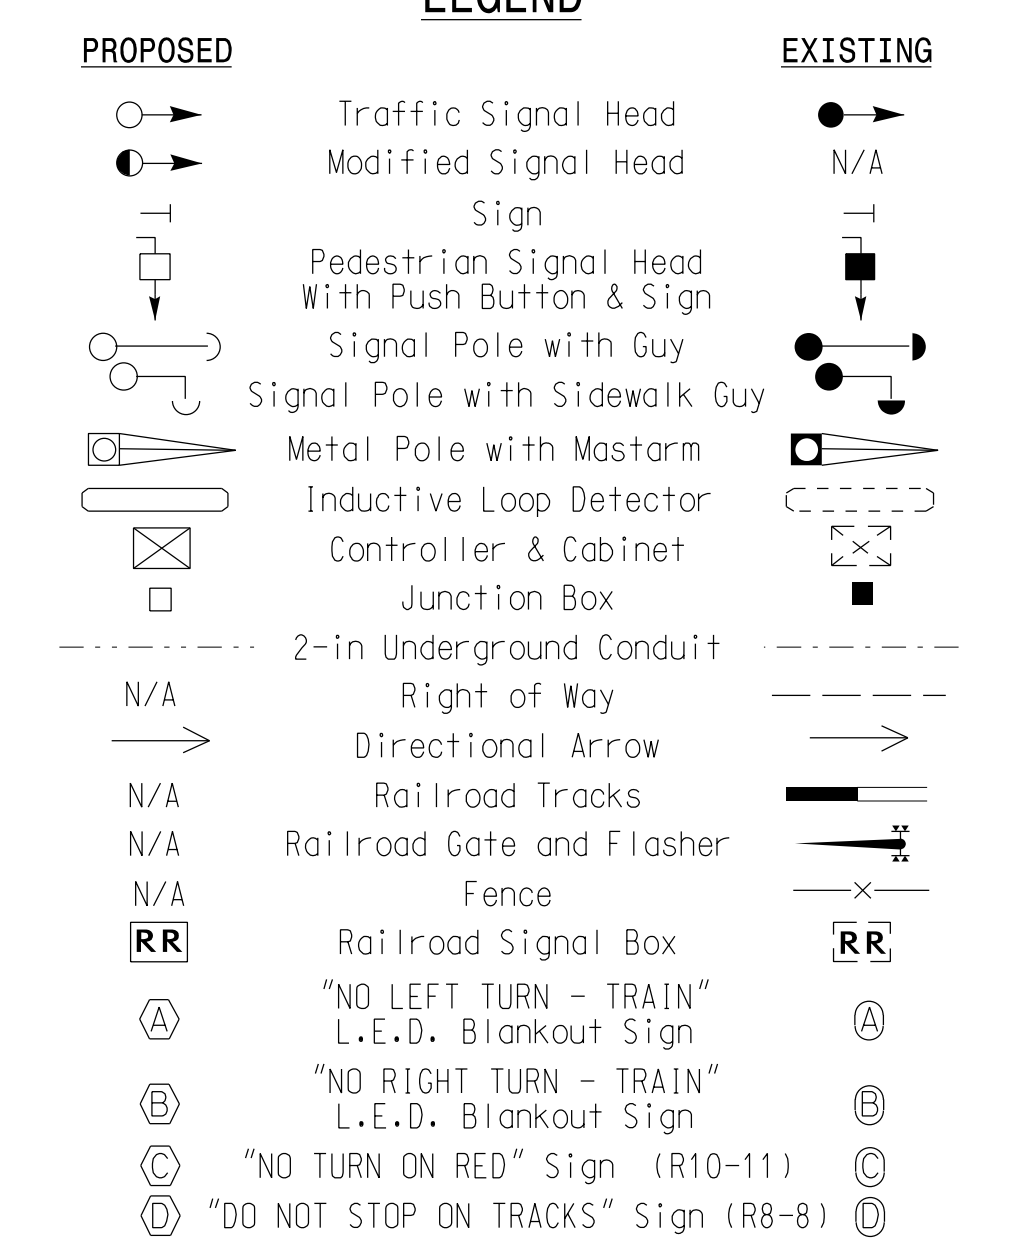 LEGEND
PROPOSED EXISTING
Traffic Signal Head
Modified Signal Head N/A
Sign
Pedestrian Signal Head
With Push Button & Sign
Signal Pole with Guy
Signal Pole with Sidewalk Guy
Metal Pole with Mastarm
Inductive Loop Detector
Controller & Cabinet
Junction Box
2-in Underground Conduit
N/A Right of Way
Directional Arrow
N/A Railroad Tracks
N/A Railroad Gate and Flasher
N/A Fence
RR Railroad Signal Box RR
"NO LEFT TURN - TRAIN"
A L.E.D. Blankout Sign A
"NO RIGHT TURN - TRAIN"
B L.E.D. Blankout Sign B
C "NO TURN ON RED" Sign (R10-11) C
D "DO NOT STOP ON TRACKS" Sign (R8-8) D